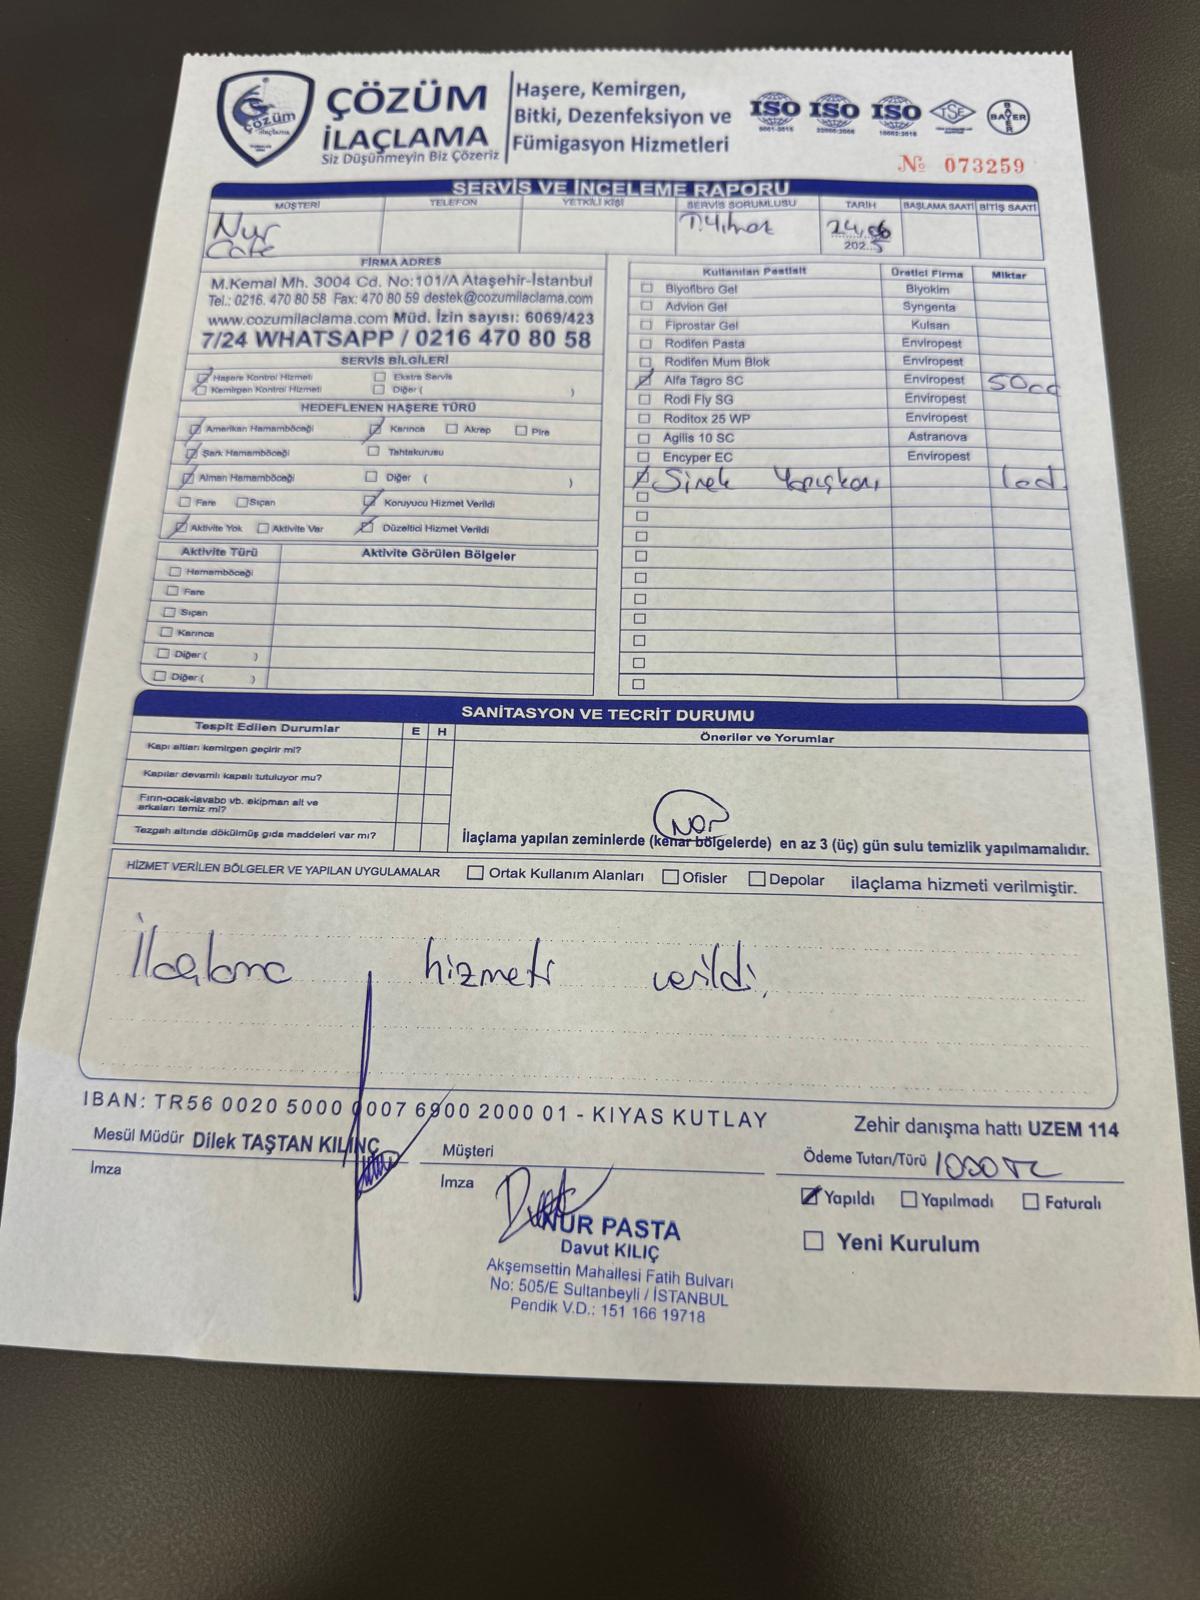 ÇÖZÜM
İLAÇLAMA
Siz Düşünmeyin Biz Çözeriz
Haşere, Kemirgen,
Bitki, Dezenfeksiyon ve
Fümigasyon Hizmetleri
Çözüm
ilaçlama
ISO ISO ISO TSE BAYER
№ 073259
SERVİS VE İNCELEME RAPORU
MÜŞTERİ TELEFON YETKİLİ KİŞİ SERVİS SORUMLUSU TARİH BAŞLAMA SAATİ BİTİŞ SAATİ
Nur
Cafe
T.Yılmaz
24.06
2025
FİRMA ADRES
M.Kemal Mh. 3004 Cd. No:101/A Ataşehir-İstanbul
Tel.: 0216. 470 80 58 Fax: 470 80 59 destek@cozumilaclama.com
www.cozumilaclama.com Müd. İzin sayısı: 6069/423
7/24 WHATSAPP / 0216 470 80 58
SERVİS BİLGİLERİ
Haşere Kontrol Hizmeti Ekstra Servis
Kemirgen Kontrol Hizmeti Diğer ( )
HEDEFLENEN HAŞERE TÜRÜ
Amerikan Hamamböceği Karınca Akrep Pire
Şark Hamamböceği Tahtakurusu
Alman Hamamböceği Diğer ( )
Fare Sıçan Koruyucu Hizmet Verildi
Aktivite Yok Aktivite Var Düzeltici Hizmet Verildi
Aktivite Türü Aktivite Görülen Bölgeler
Hamamböceği
Fare
Sıçan
Karınca
Diğer ( )
Diğer ( )
Kullanılan Pestisit Üretici Firma Miktar
Biyofibro Gel Biyokim
Advion Gel Syngenta
Fiprostar Gel Kulsan
Rodifen Pasta Enviropest
Rodifen Mum Blok Enviropest
Alfa Tagro SC Enviropest 50cc
Rodi Fly SG Enviropest
Roditox 25 WP Enviropest
Agilis 10 SC Astranova
Encyper EC Enviropest
Sinek Yapışkanı 1ad.
SANİTASYON VE TECRİT DURUMU
Tespit Edilen Durumlar E H Öneriler ve Yorumlar
Kapı altları kemirgen geçirir mi?
Kapılar devamlı kapalı tutuluyor mu?
Fırın-ocak-lavabo vb. ekipman alt ve
arkaları temiz mi?
Tezgah altında dökülmüş gıda maddeleri var mı?
İlaçlama yapılan zeminlerde (kenar bölgelerde) en az 3 (üç) gün sulu temizlik yapılmamalıdır.
HİZMET VERİLEN BÖLGELER VE YAPILAN UYGULAMALAR Ortak Kullanım Alanları Ofisler Depolar ilaçlama hizmeti verilmiştir.
İlaçlama hizmeti verildi.
IBAN: TR56 0020 5000 0007 6900 2000 01 - KIYAS KUTLAY
Zehir danışma hattı UZEM 114
Mesül Müdür Dilek TAŞTAN KILINÇ
İmza
Müşteri
İmza
Ödeme Tutarı/Türü 1000 TL
Yapıldı Yapılmadı Faturalı
Yeni Kurulum
NUR PASTA
Davut KILIÇ
Akşemsettin Mahallesi Fatih Bulvarı
No: 505/E Sultanbeyli / İSTANBUL
Pendik V.D.: 151 166 19718